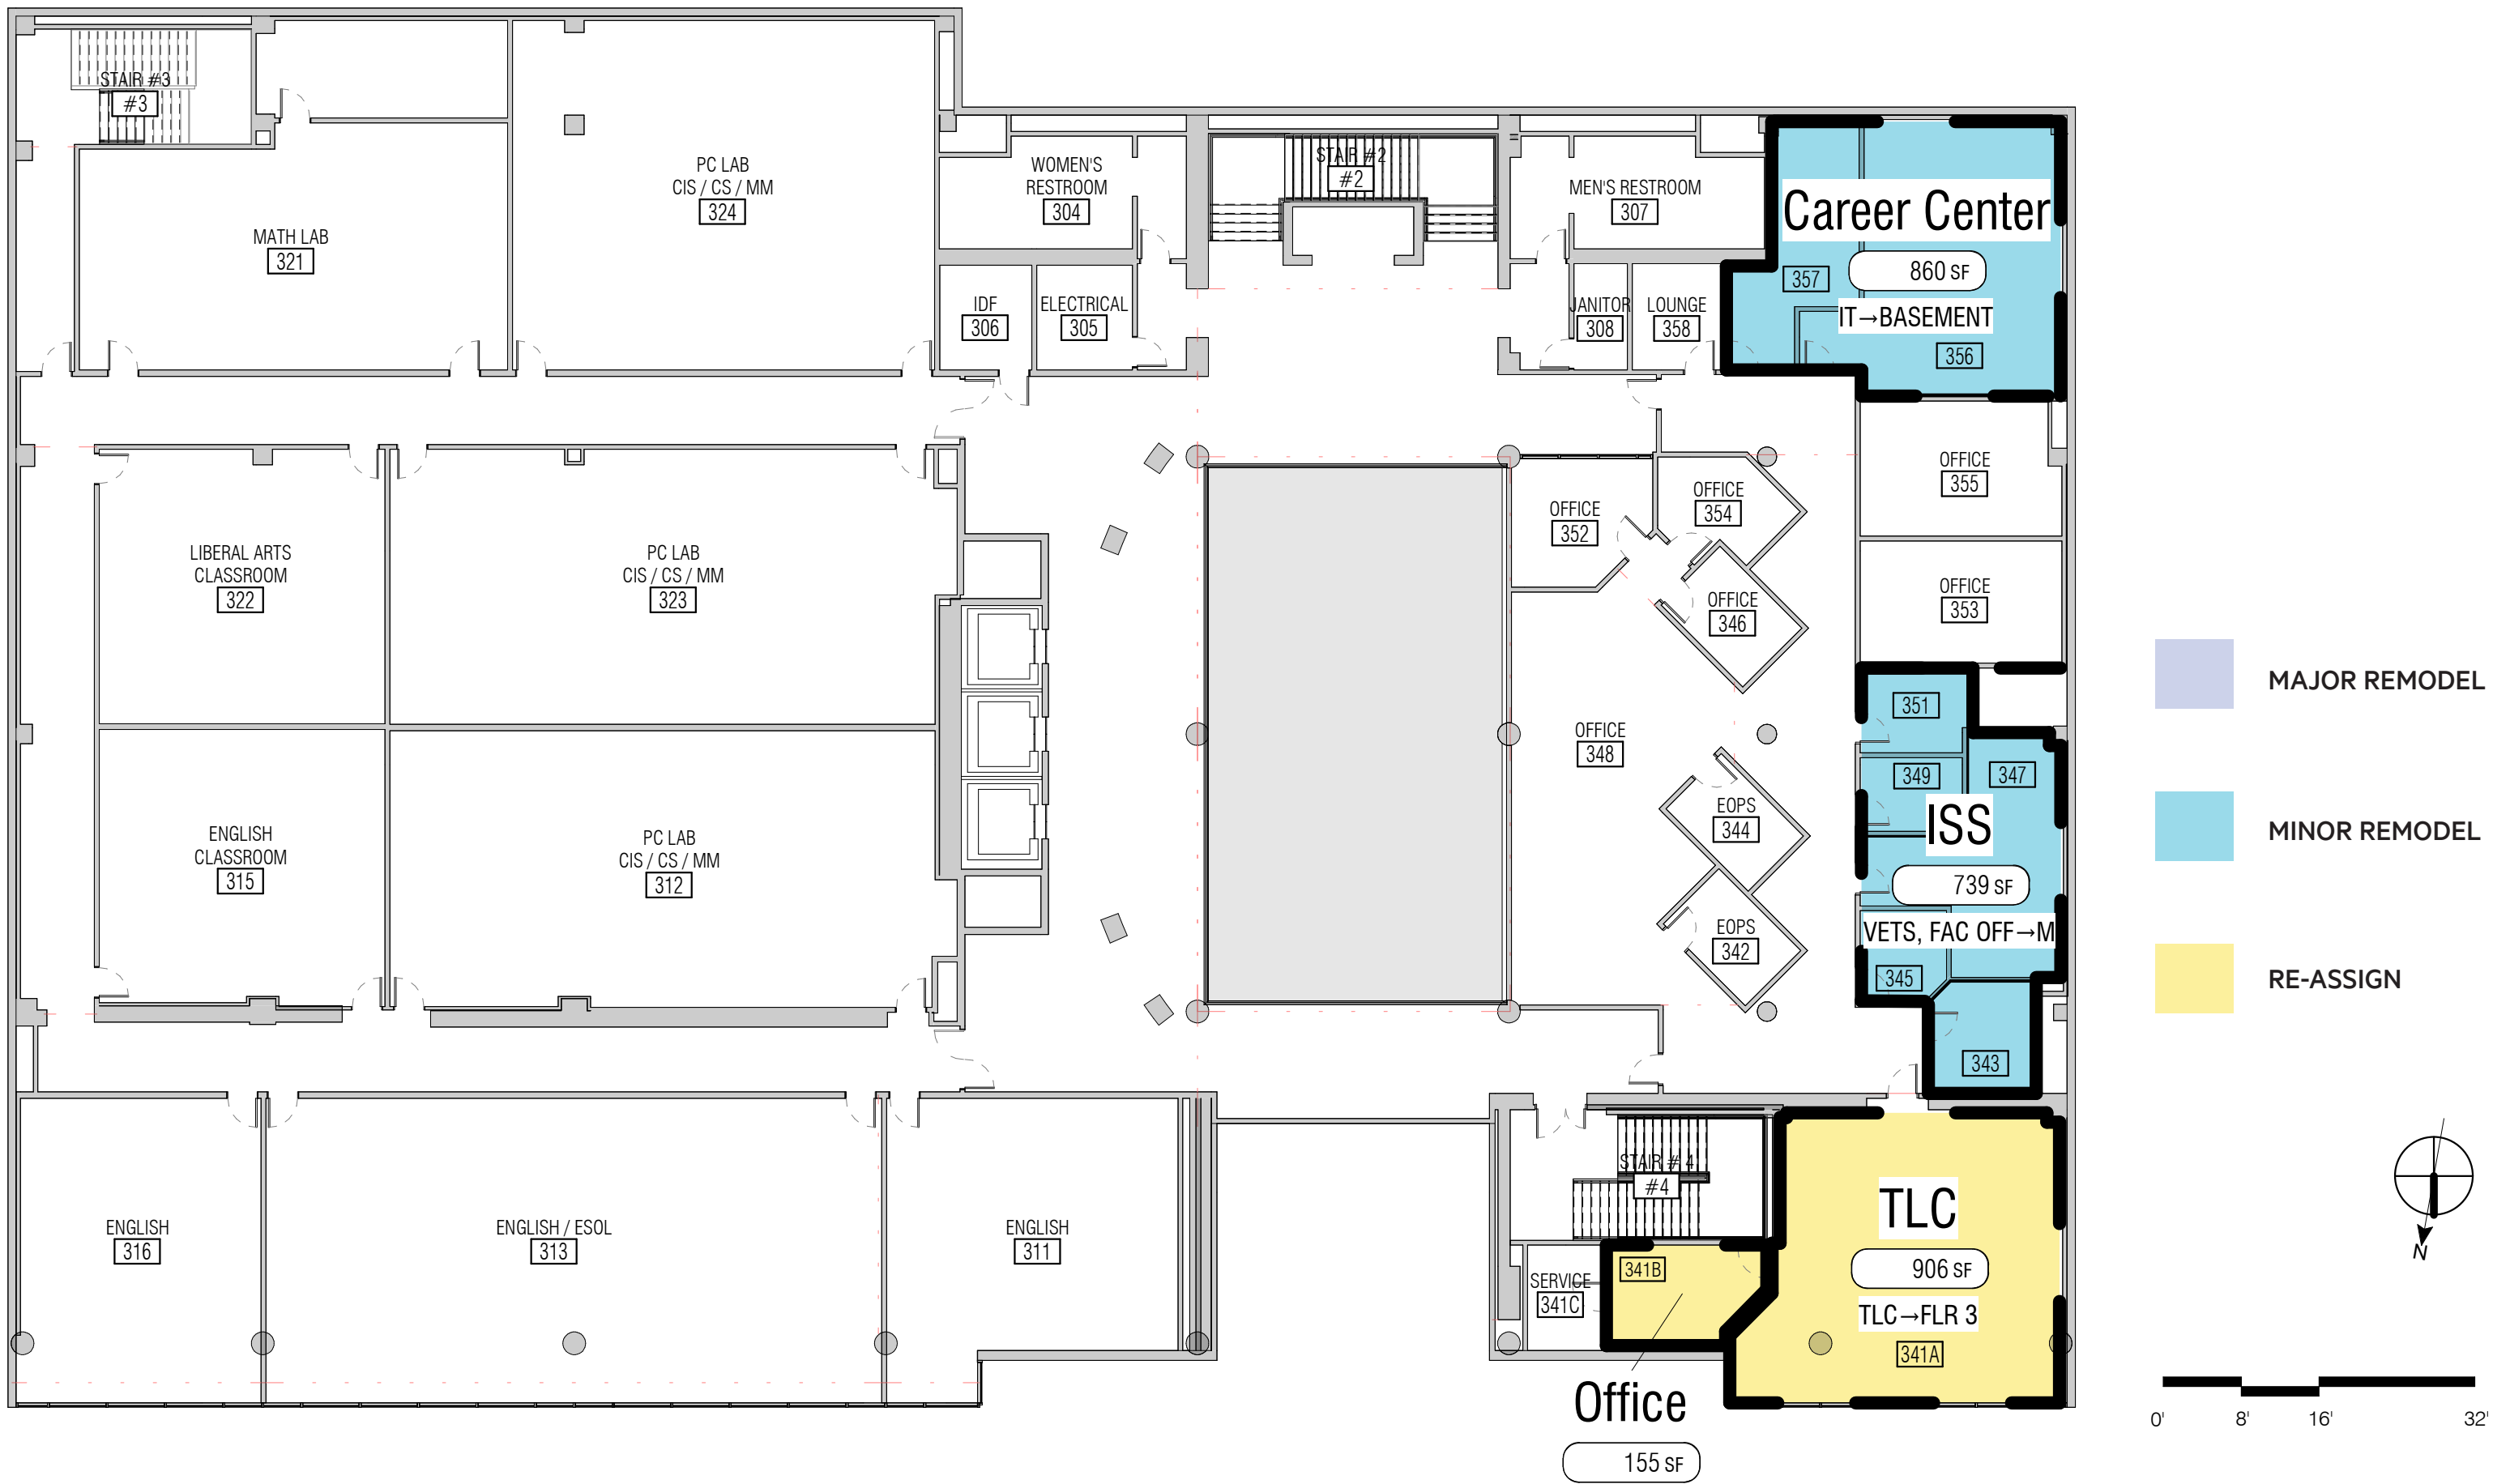 STAIR #3
#3
PC LAB
CIS / CS / MM
324
MATH LAB
321
WOMEN'S
RESTROOM
304
STAIR #2
#2
MEN'S RESTROOM
307
Career Center
860 SF
357
IT→BASEMENT
356
IDF
306
ELECTRICAL
305
JANITOR
308
LOUNGE
358
LIBERAL ARTS
CLASSROOM
322
PC LAB
CIS / CS / MM
323
OFFICE
352
OFFICE
354
OFFICE
355
OFFICE
346
OFFICE
353
OFFICE
348
351
349
347
ISS
739 SF
VETS, FAC OFF→M
345
343
ENGLISH
CLASSROOM
315
PC LAB
CIS / CS / MM
312
EOPS
344
EOPS
342
MAJOR REMODEL
MINOR REMODEL
RE-ASSIGN
ENGLISH
316
ENGLISH / ESOL
313
ENGLISH
311
STAIR # 4
#4
SERVICE
341C
341B
TLC
906 SF
TLC→FLR 3
341A
Office
155 SF
N
0' 8' 16' 32'